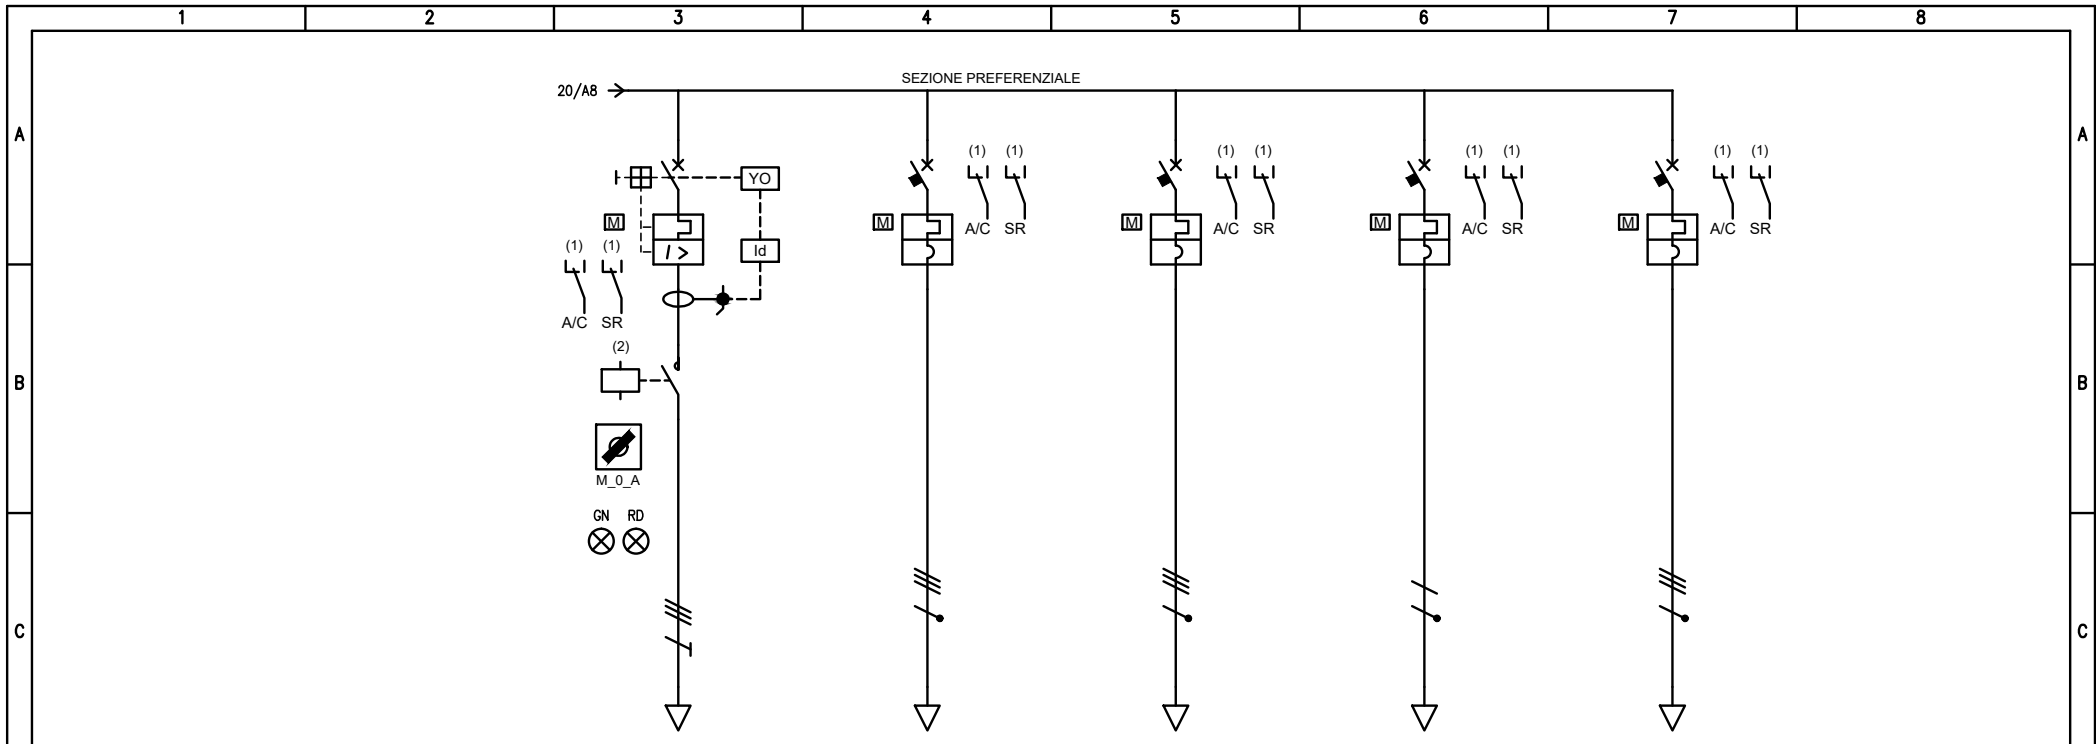 1 2 3 4 5 6 7 8
SEZIONE PREFERENZIALE
20/A8
A A
(1) (1) (1) (1) (1) (1) (1) (1)
YO
M M M M M
A/C SR A/C SR A/C SR A/C SR
(1) (1) I > Id
A/C SR
(2)
B B
M_0_A
GN RD
C C